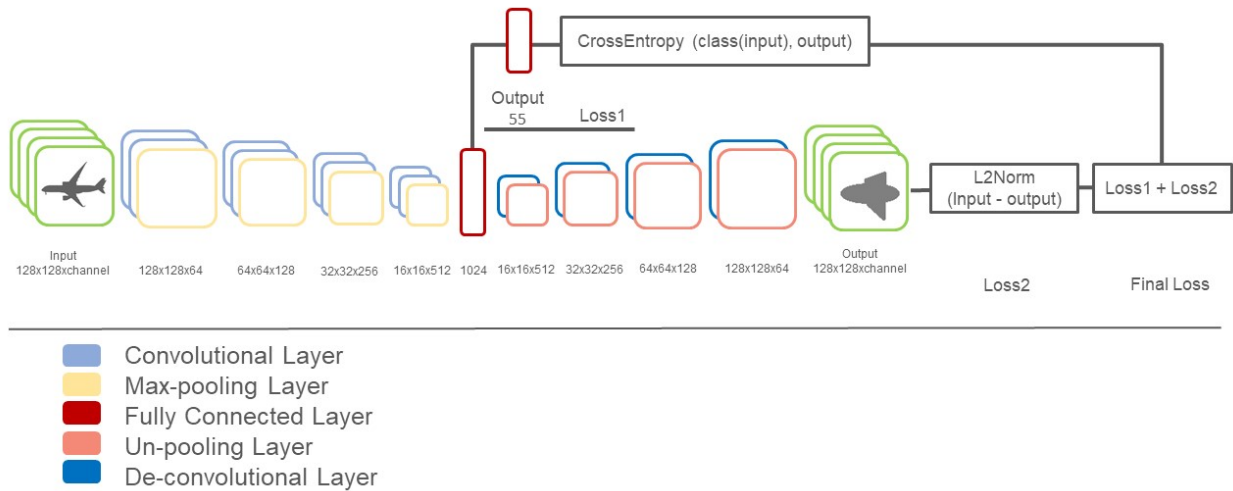 CrossEntropy (class(input), output)
Output
55
Loss1
L2Norm
(Input - output)
Loss1 + Loss2
Input
128x128xchannel
128x128x64
64x64x128
32x32x256
16x16x512
1024
16x16x512
32x32x256
64x64x128
128x128x64
Output
128x128xchannel
Loss2
Final Loss
Convolutional Layer
Max-pooling Layer
Fully Connected Layer
Un-pooling Layer
De-convolutional Layer